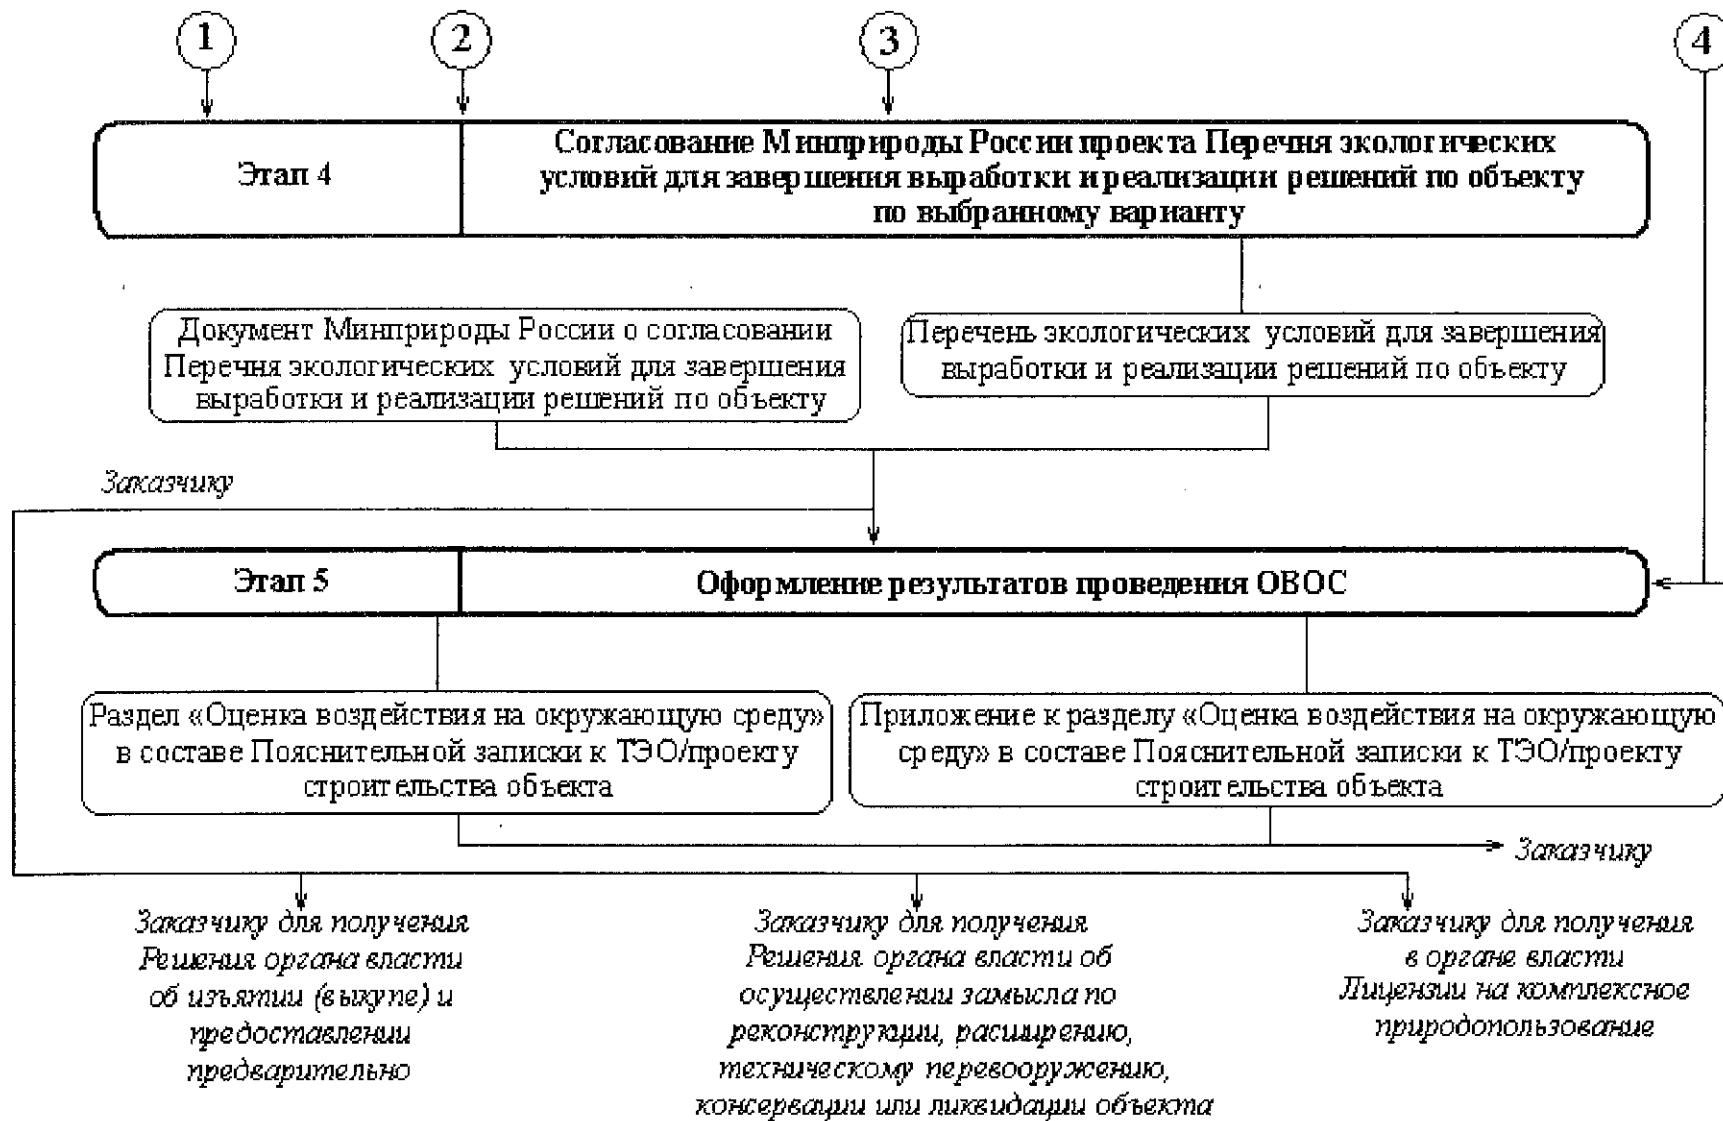 1
2
3
4
Этап 4
Согласование Минприроды России проекта Перечня экологических
условий для завершения выработки и реализации решений по объекту
по выбранному варианту
Документ Минприроды России о согласовании
Перечня экологических условий для завершения
выработки и реализации решений по объекту
Перечень экологических условий для завершения
выработки и реализации решений по объекту
Заказчику
Этап 5
Оформление результатов проведения ОВОС
Раздел «Оценка воздействия на окружающую среду»
в составе Пояснительной записки к ТЭО/проекту
строительства объекта
Приложение к разделу «Оценка воздействия на окружающую
среду» в составе Пояснительной записки к ТЭО/проекту
строительства объекта
Заказчику
Заказчику для получения
Решения органа власти
об изъятии (выкупе) и
предоставлении
предварительно
Заказчику для получения
Решения органа власти об
осуществлении замысла по
реконструкции, расширению,
техническому перевооружению,
консервации или ликвидации объекта
Заказчику для получения
в органе власти
Лицензии на комплексное
природопользование